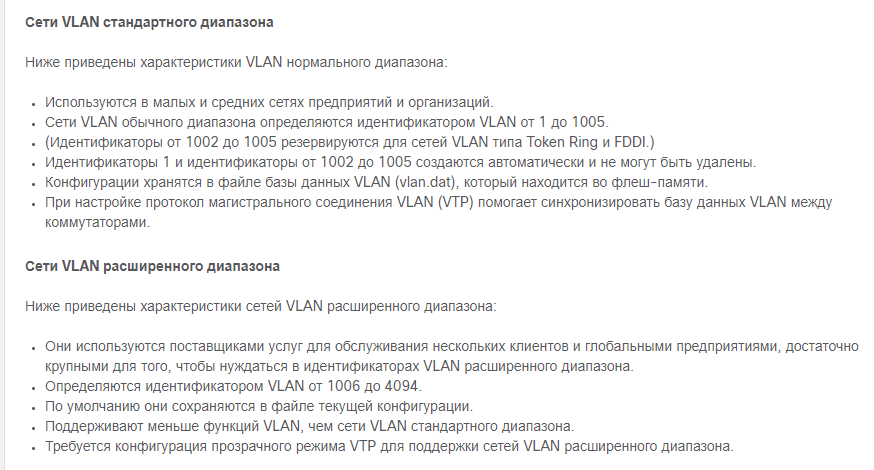 Сети VLAN стандартного диапазона
Ниже приведены характеристики VLAN нормального диапазона:
• Используются в малых и средних сетях предприятий и организаций.
• Сети VLAN обычного диапазона определяются идентификатором VLAN от 1 до 1005.
• (Идентификаторы от 1002 до 1005 резервируются для сетей VLAN типа Token Ring и FDDI.)
• Идентификаторы 1 и идентификаторы от 1002 до 1005 создаются автоматически и не могут быть удалены.
• Конфигурации хранятся в файле базы данных VLAN (vlan.dat), который находится во флеш-памяти.
• При настройке протокол магистрального соединения VLAN (VTP) помогает синхронизировать базу данных VLAN между
коммутаторами.
Сети VLAN расширенного диапазона
Ниже приведены характеристики сетей VLAN расширенного диапазона:
• Они используются поставщиками услуг для обслуживания нескольких клиентов и глобальными предприятиями, достаточно
крупными для того, чтобы нуждаться в идентификаторах VLAN расширенного диапазона.
• Определяются идентификатором VLAN от 1006 до 4094.
• По умолчанию они сохраняются в файле текущей конфигурации.
• Поддерживают меньше функций VLAN, чем сети VLAN стандартного диапазона.
• Требуется конфигурация прозрачного режима VTP для поддержки сетей VLAN расширенного диапазона.